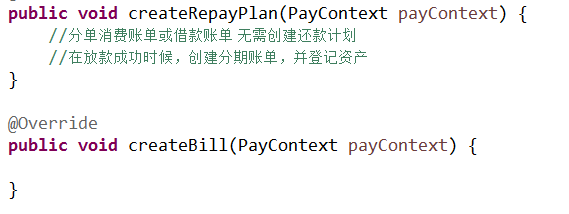 public void createRepayPlan(PayContext payContext) {
//分单消费账单或借款账单 无需创建还款计划
//在放款成功时候，创建分期账单，并登记资产
}
@Override
public void createBill(PayContext payContext) {
}